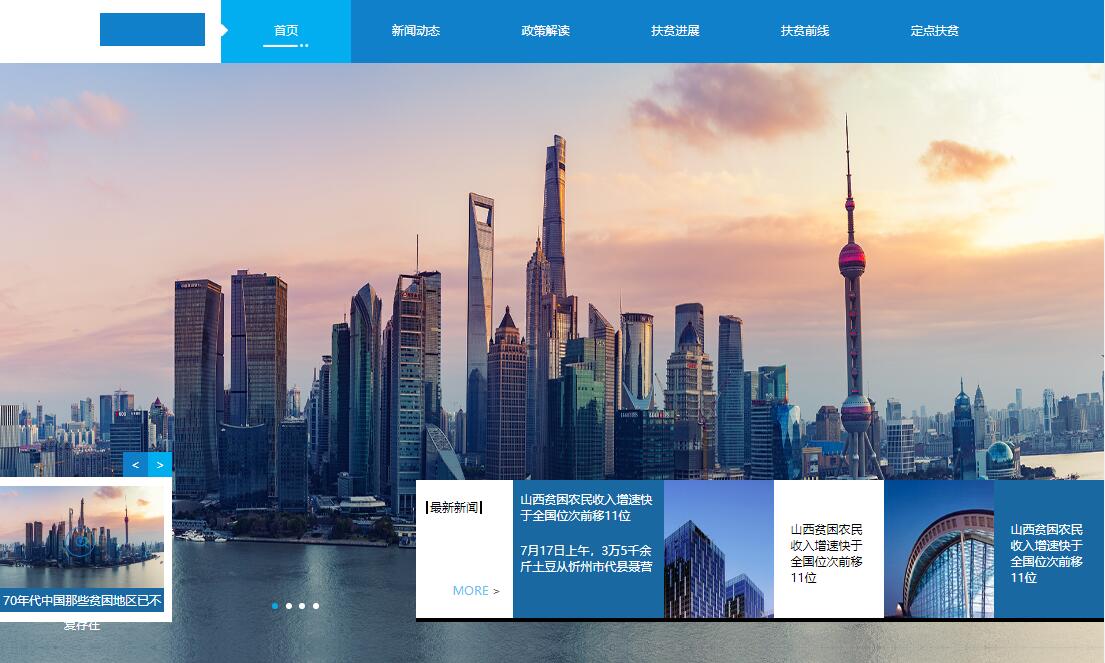 首页
新闻动态
政策解读
扶贫进展
扶贫前线
定点扶贫
< >
70年代中国那些贫困地区已不
爱存在
最新新闻
MORE >
山西贫困农民收入增速快
于全国位次前移11位
7月17日上午，3万5千余
斤土豆从忻州市代县聂营
山西贫困农民
收入增速快于
全国位次前移
11位
山西贫困农民
收入增速快于
全国位次前移
11位